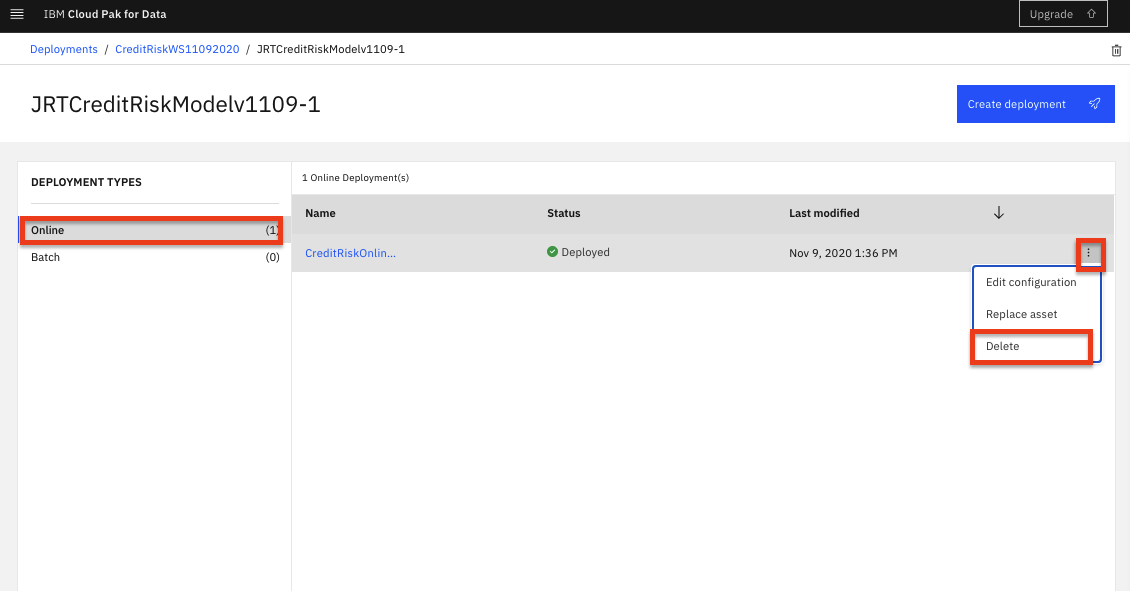 IBM Cloud Pak for Data
Upgrade
Deployments / CreditRiskWS11092020 / JRTCreditRiskModelv1109-1
JRTCreditRiskModelv1109-1
Create deployment
DEPLOYMENT TYPES
Online (1)
Batch (0)
1 Online Deployment(s)
Name Status Last modified
CreditRiskOnlin... Deployed Nov 9, 2020 1:36 PM
Edit configuration
Replace asset
Delete